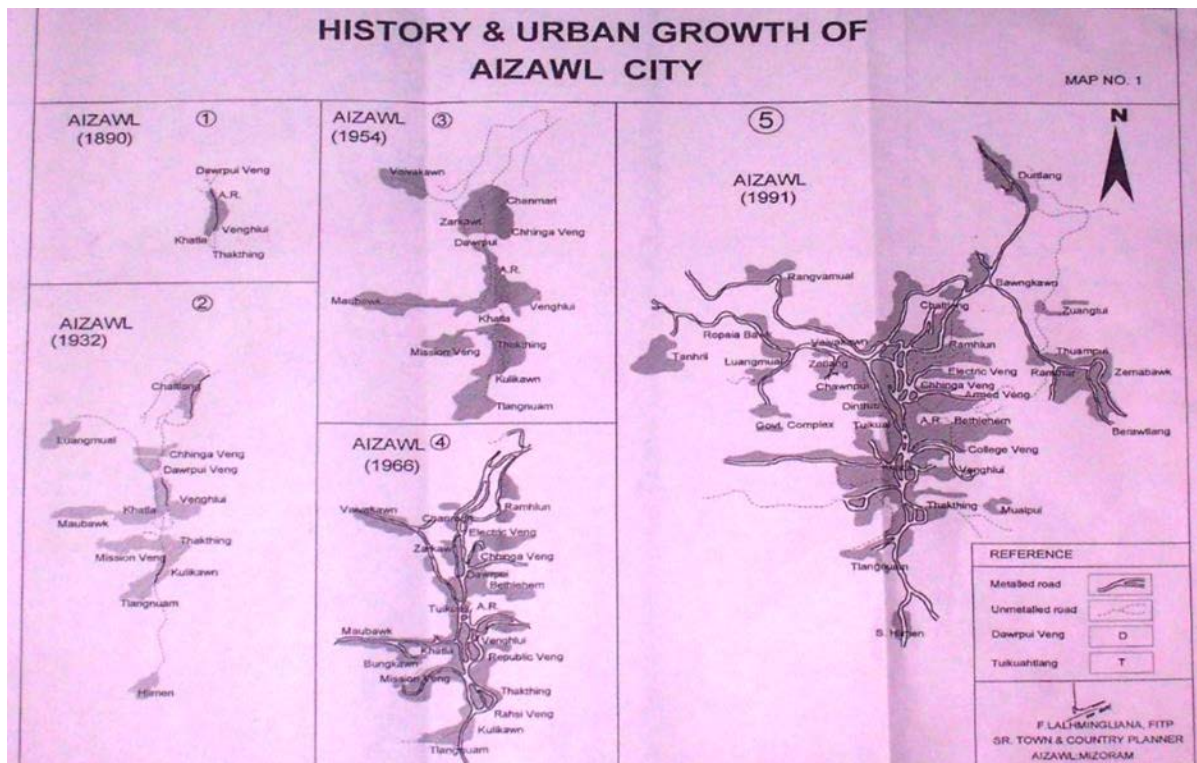 HISTORY & URBAN GROWTH OF
AIZAWL CITY
MAP NO. 1
AIZAWL
(1890)
①
Dawrpui Veng
A.R.
Venghlui
Khatla
Thakthing
②
AIZAWL
(1932)
Chaltlang
Luangmual
Chhinga Veng
Dawrpui Veng
Venghlui
Khatla
Maubawk
Thakthing
Mission Veng
Kulikawn
Tlangnuam
Hlimen
AIZAWL
(1954)
③
Vaivakawn
Chanmari
Zarkawt
Chhinga Veng
Dawrpui
A.R.
Maubawk
Venghlui
Khatla
Mission Veng
Thakthing
Kulikawn
Tlangnuam
AIZAWL
(1966)
④
Vaivakawn
Ramhlun
Electric Veng
Zarkawt
Chhinga Veng
Dawrpui
Bethlehem
Tuikual
A.R.
Maubawk
Venghlui
Khatla
Republic Veng
Bungkawn
Mission Veng
Thakthing
Rahsi Veng
Kulikawn
Tlangnuam
⑤
AIZAWL
(1991)
N
Durtlang
Rangvamual
Bawngkawn
Chaltlang
Zuangtui
Vaivakawn
Ramhlun
Thuampui
Tanhril
Luangmual
Zemabawk
Electric Veng
Chawnpui
Chhinga Veng
Armed Veng
Govt. Complex
Tuikual
A.R.
Bethlehem
College Veng
Venghlui
Thakthing
Mualpui
Tlangnuam
S. Hlimen
REFERENCE
Metalled road
Unmetalled road
Dawrpui Veng D
Tuikuahtlang T
F.LALHMINGLIANA, FITP
SR. TOWN & COUNTRY PLANNER
AIZAWL:MIZORAM